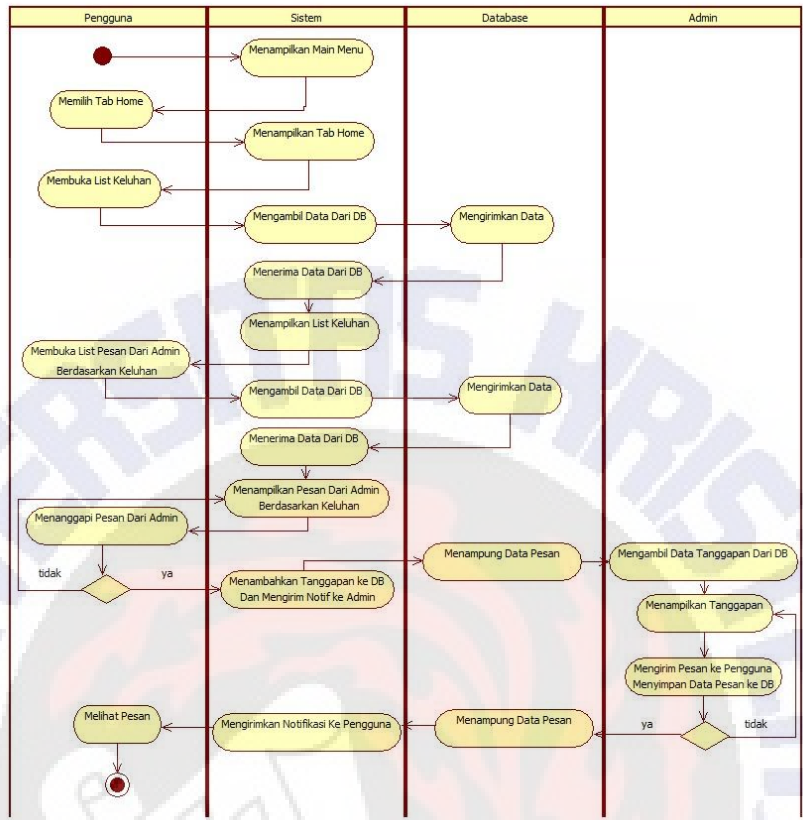 Pengguna
Sistem
Database
Admin
Menampilkan Main Menu
Memilih Tab Home
Menampilkan Tab Home
Membuka List Keluhan
Mengambil Data Dari DB
Mengirimkan Data
Menerima Data Dari DB
Menampilkan List Keluhan
Membuka List Pesan Dari Admin
Berdasarkan Keluhan
Mengambil Data Dari DB
Mengirimkan Data
Menerima Data Dari DB
Menampilkan Pesan Dari Admin
Berdasarkan Keluhan
Menanggapi Pesan Dari Admin
tidak
ya
Menambahkan Tanggapan ke DB
Dan Mengirim Notif ke Admin
Menampung Data Pesan
Mengambil Data Tanggapan Dari DB
Menampilkan Tanggapan
Mengirim Pesan ke Pengguna
Menyimpan Data Pesan ke DB
ya
tidak
Menampung Data Pesan
Mengirimkan Notifikasi Ke Pengguna
Melihat Pesan